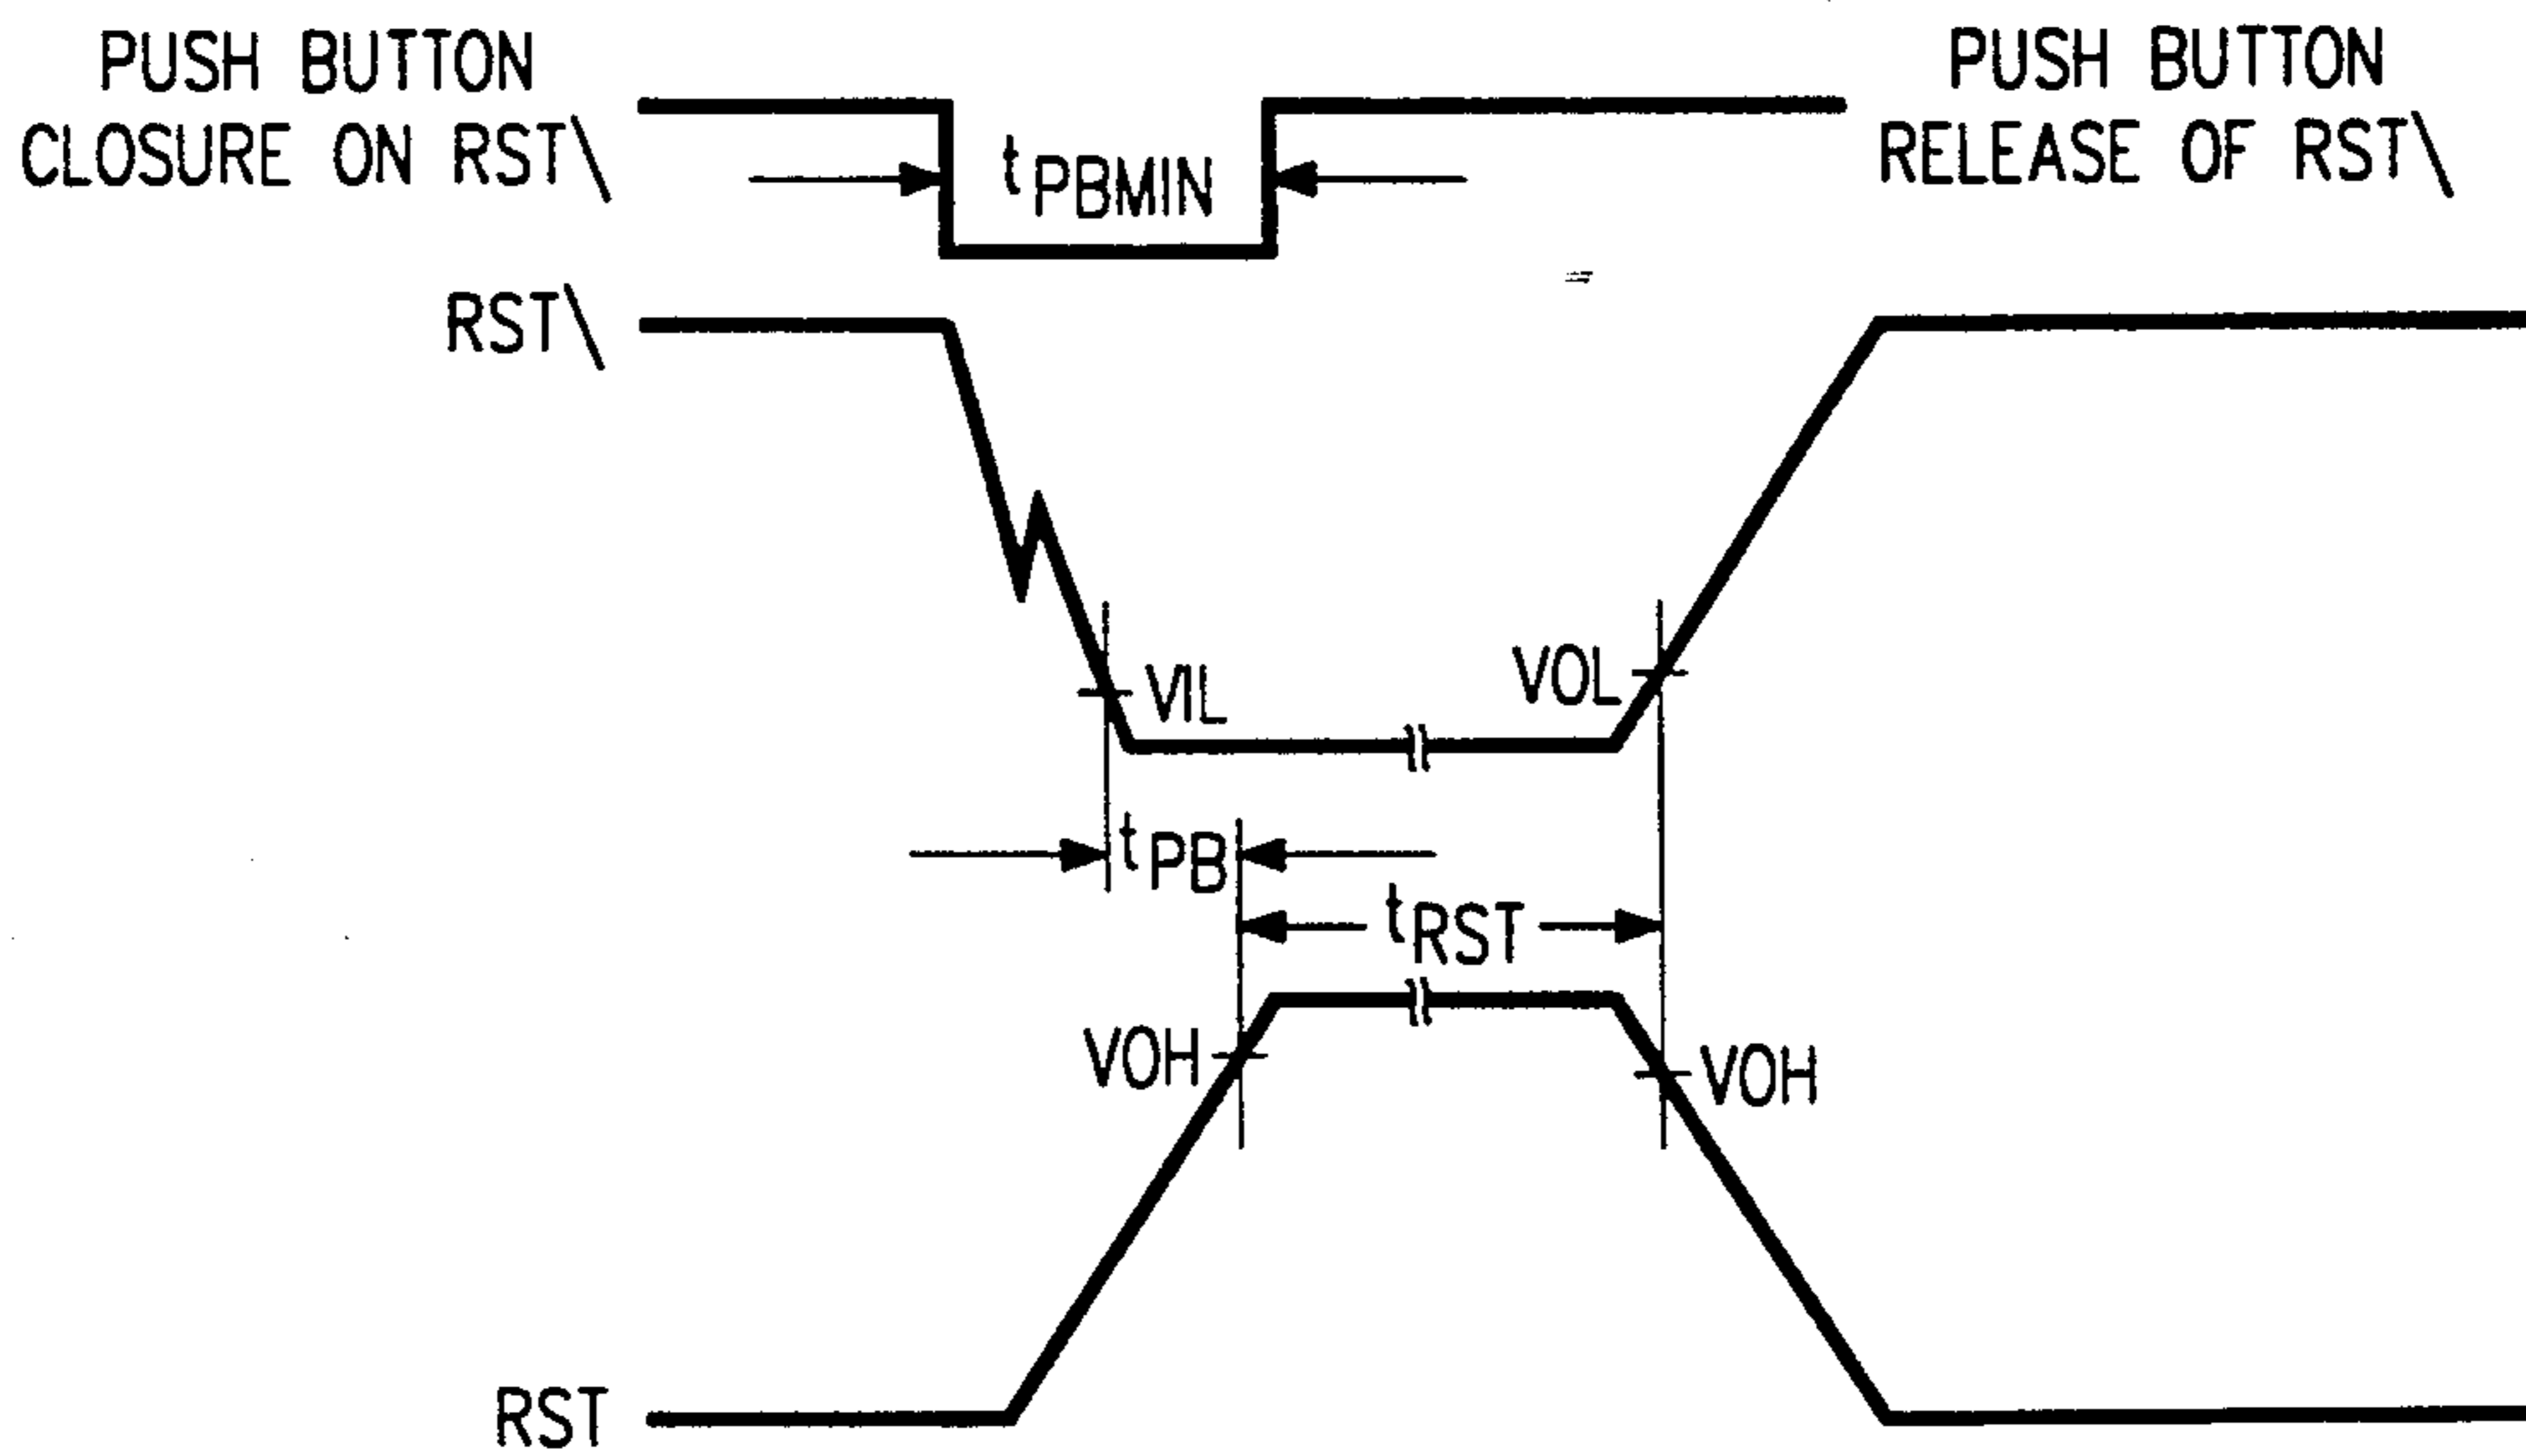 PUSH BUTTON
CLOSURE ON RST\
PUSH BUTTON
RELEASE OF RST\
tPBMIN
RST\
VIL
VOL
tPB
tRST
VOH
VOH
RST